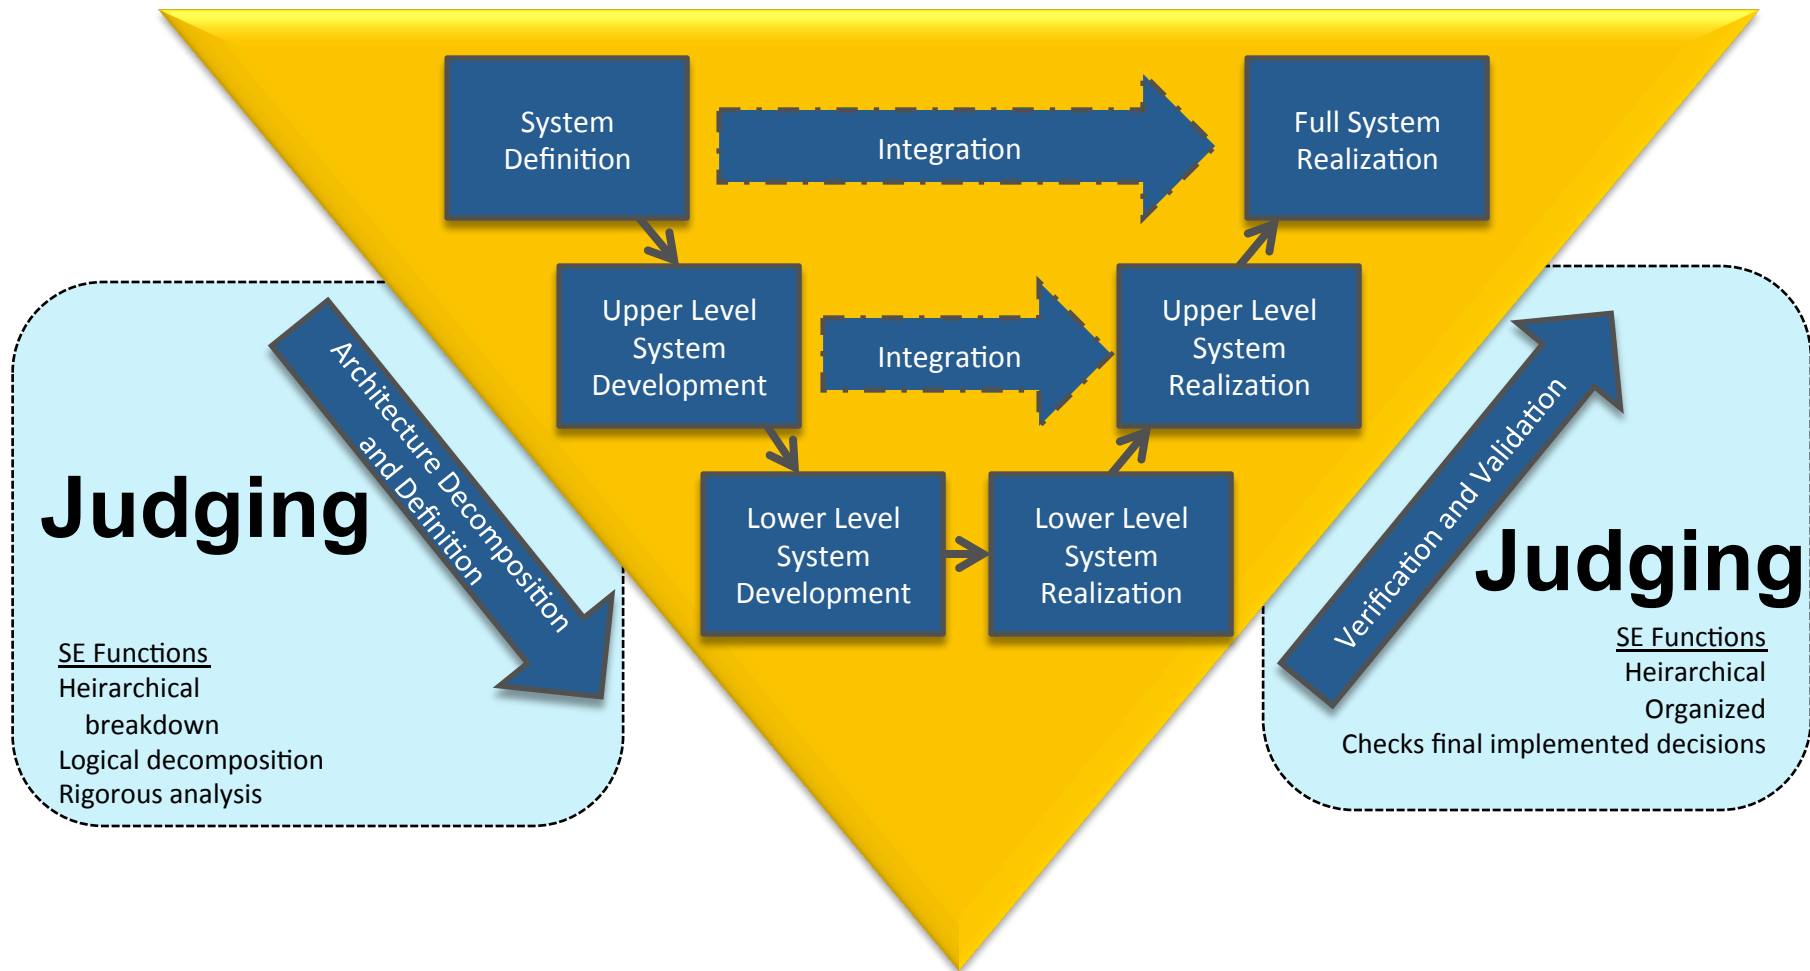 System
Definition
Integration
Full System
Realization
Upper Level
System
Development
Integration
Upper Level
System
Realization
Lower Level
System
Development
Lower Level
System
Realization
Architecture Decomposition
and Definition
Judging
SE Functions
Heirarchical
breakdown
Logical decomposition
Rigorous analysis
Verification and Validation
Judging
SE Functions
Heirarchical
Organized
Checks final implemented decisions